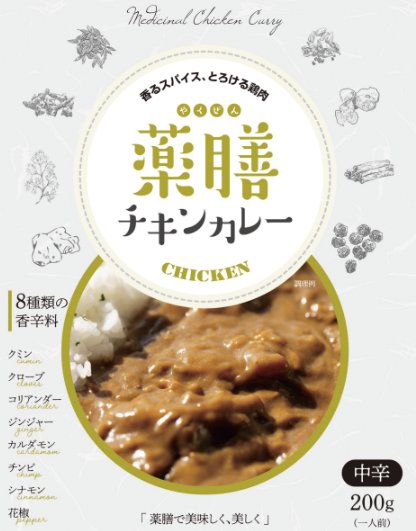 Medicinal Chicken Curry
香るスパイス、とろける鶏肉
やくぜん
薬膳
チキンカレー
CHICKEN
調理例
8種類の
香辛料
クミン
cumin
クローブ
cloves
コリアンダー
coriander
ジンジャー
ginger
カルダモン
cardamom
チンピ
chimp
シナモン
cinnamon
花椒
pepper
中辛
200g
(一人前)
「薬膳で美味しく、美しく」